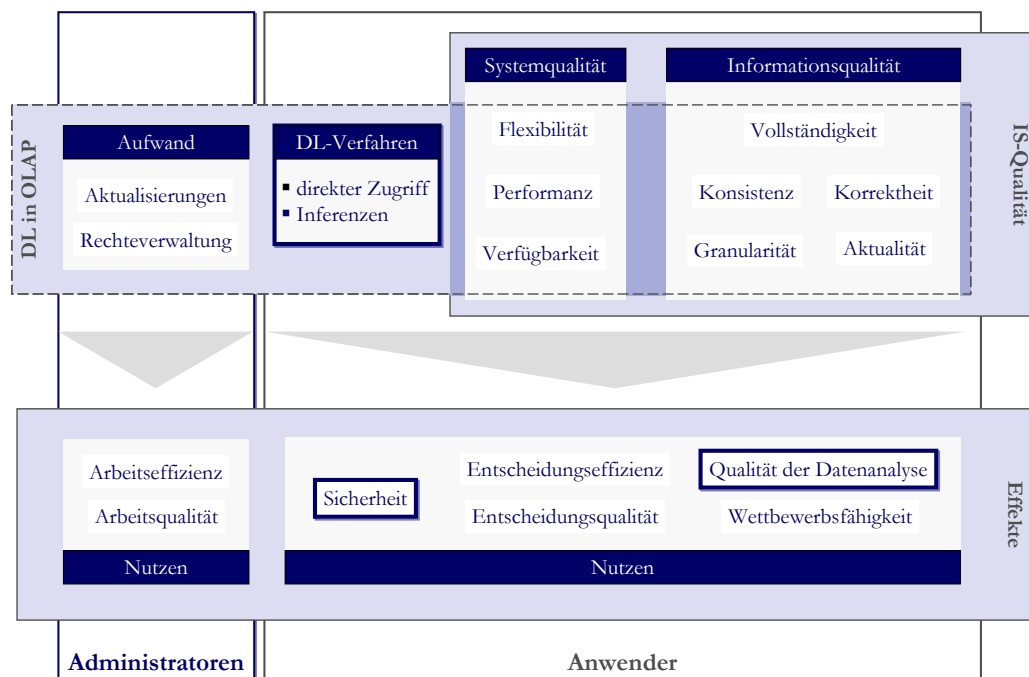 Systemqualität
Informationsqualität
DL in OLAP
Aufwand
Aktualisierungen
Rechteverwaltung
DL-Verfahren
direkter Zugriff
Inferenzen
Flexibilität
Performanz
Verfügbarkeit
Vollständigkeit
Konsistenz
Korrektheit
Granularität
Aktualität
IS-Qualität
Arbeitseffizienz
Arbeitsqualität
Nutzen
Sicherheit
Entscheidungseffizienz
Entscheidungsqualität
Qualität der Datenanalyse
Wettbewerbsfähigkeit
Nutzen
Effekte
Administratoren
Anwender